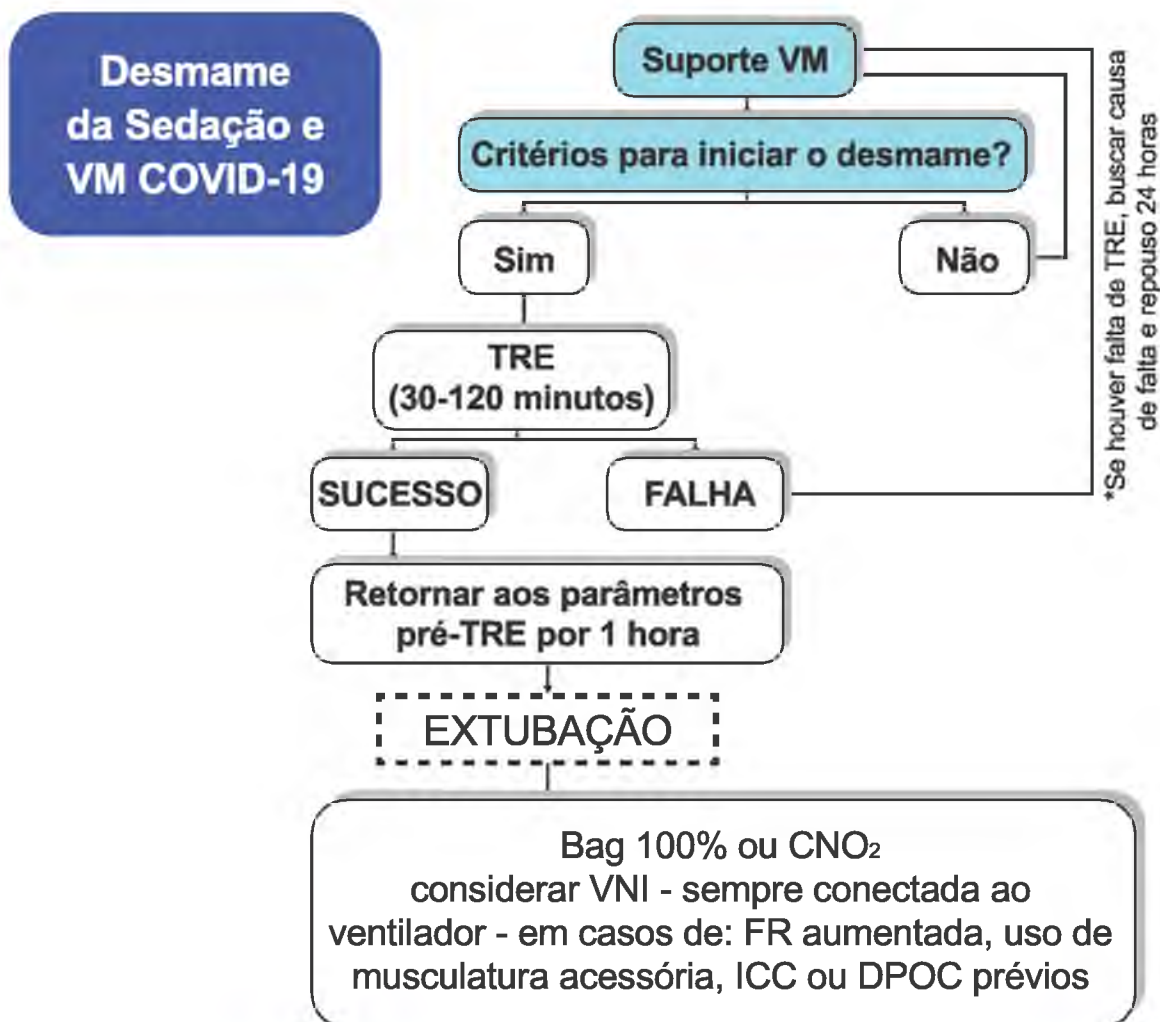 Desmame
da Sedação e
VM COVID-19
Suporte VM
Critérios para iniciar o desmame?
Sim
Não
TRE
(30-120 minutos)
SUCESSO
FALHA
*Se houver falta de TRE, buscar causa
de falta e repouso 24 horas
Retornar aos parâmetros
pré-TRE por 1 hora
EXTUBAÇÃO
Bag 100% ou CNO₂
considerar VNI - sempre conectada ao
ventilador - em casos de: FR aumentada, uso de
musculatura acessória, ICC ou DPOC prévios